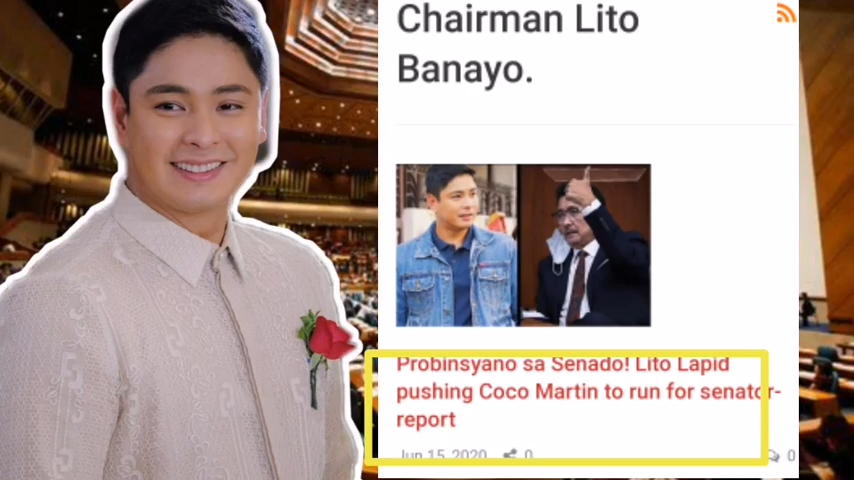 Chairman Lito
Banayo.
Probinsyano sa Senado! Lito Lapid
pushing Coco Martin to run for senator-
report
Jun 15, 2020 0
0